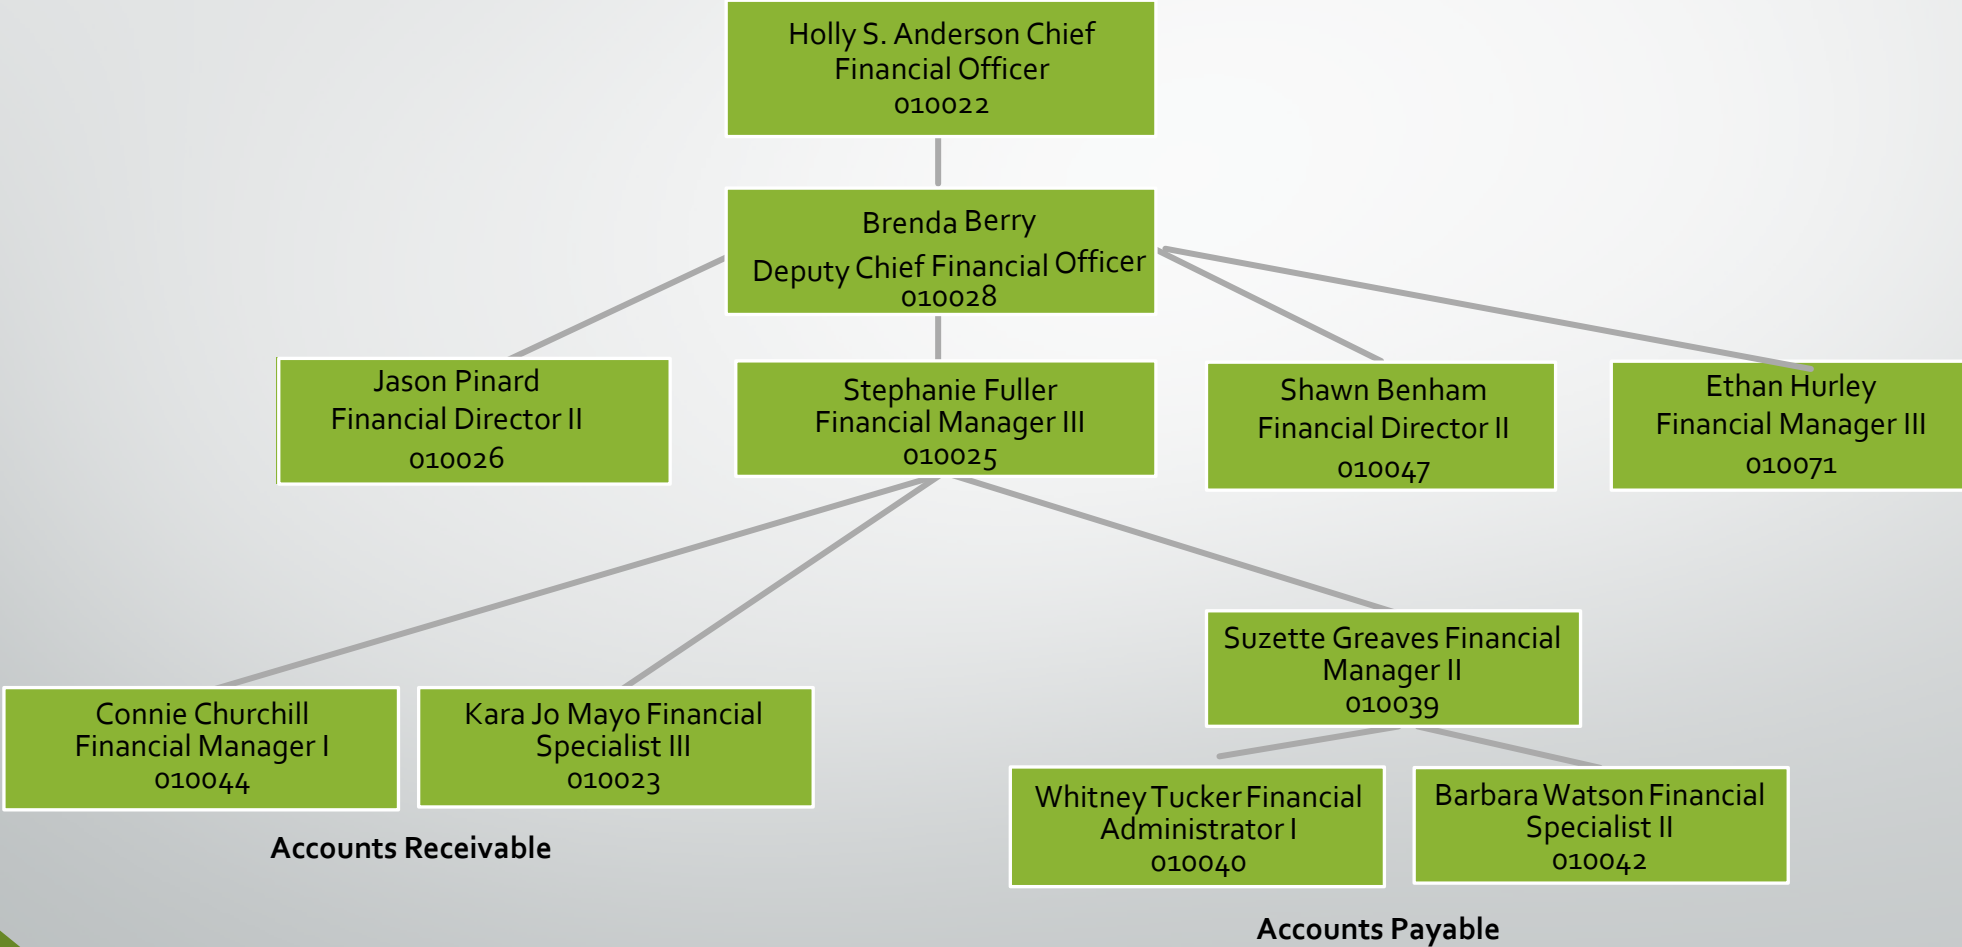 Holly S. Anderson Chief
Financial Officer
010022
Brenda Berry
Deputy Chief Financial Officer
010028
Jason Pinard
Financial Director II
010026
Stephanie Fuller
Financial Manager III
010025
Shawn Benham
Financial Director II
010047
Ethan Hurley
Financial Manager III
010071
Connie Churchill
Financial Manager I
010044
Kara Jo Mayo Financial
Specialist III
010023
Accounts Receivable
Suzette Greaves Financial
Manager II
010039
Whitney Tucker Financial
Administrator I
010040
Barbara Watson Financial
Specialist II
010042
Accounts Payable